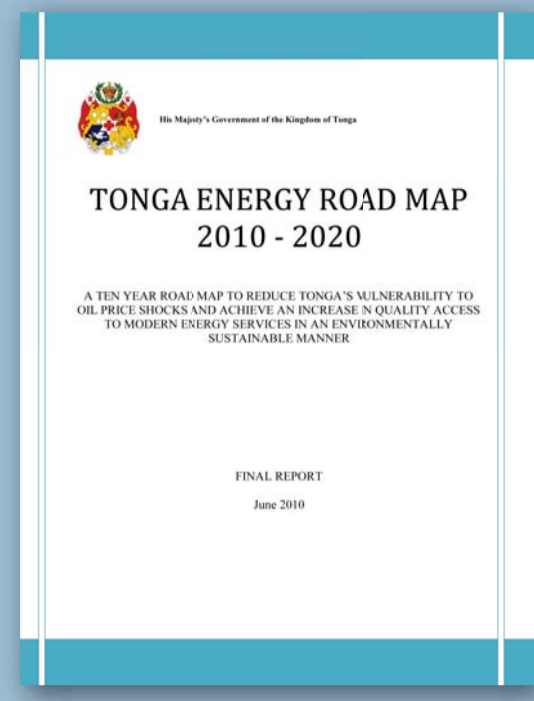 His Majesty's Government of the Kingdom of Tonga
TONGA ENERGY ROAD MAP
2010 - 2020
A TEN YEAR ROAD MAP TO REDUCE TONGA'S VULNERABILITY TO
OIL PRICE SHOCKS AND ACHIEVE AN INCREASE IN QUALITY ACCESS
TO MODERN ENERGY SERVICES IN AN ENVIRONMENTALLY
SUSTAINABLE MANNER
FINAL REPORT
June 2010